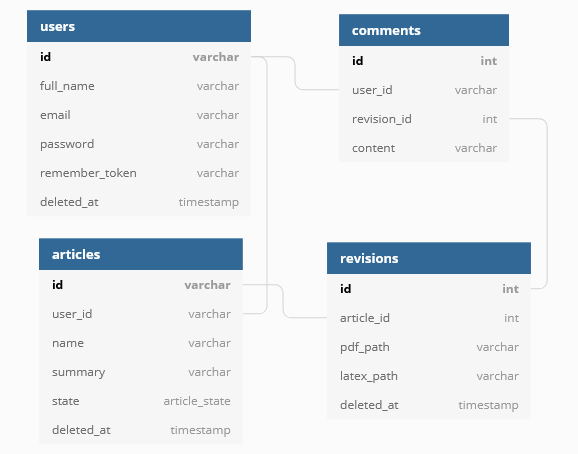 users
id varchar
full_name varchar
email varchar
password varchar
remember_token varchar
deleted_at timestamp
comments
id int
user_id varchar
revision_id int
content varchar
articles
id varchar
user_id varchar
name varchar
summary varchar
state article_state
deleted_at timestamp
revisions
id int
article_id int
pdf_path varchar
latex_path varchar
deleted_at timestamp